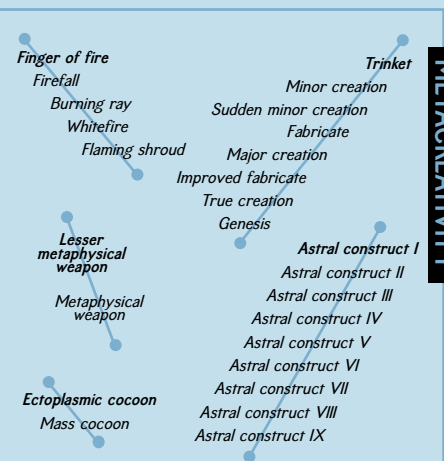 Finger of fire
Firefall
Burning ray
Whitefire
Flaming shroud
Lesser
metaphysical
weapon
Metaphysical
weapon
Ectoplasmic cocoon
Mass cocoon
Trinket
Minor creation
Sudden minor creation
Fabricate
Major creation
Improved fabricate
True creation
Genesis
Astral construct I
Astral construct II
Astral construct III
Astral construct IV
Astral construct V
Astral construct VI
Astral construct VII
Astral construct VIII
Astral construct IX
METACREATIVITY